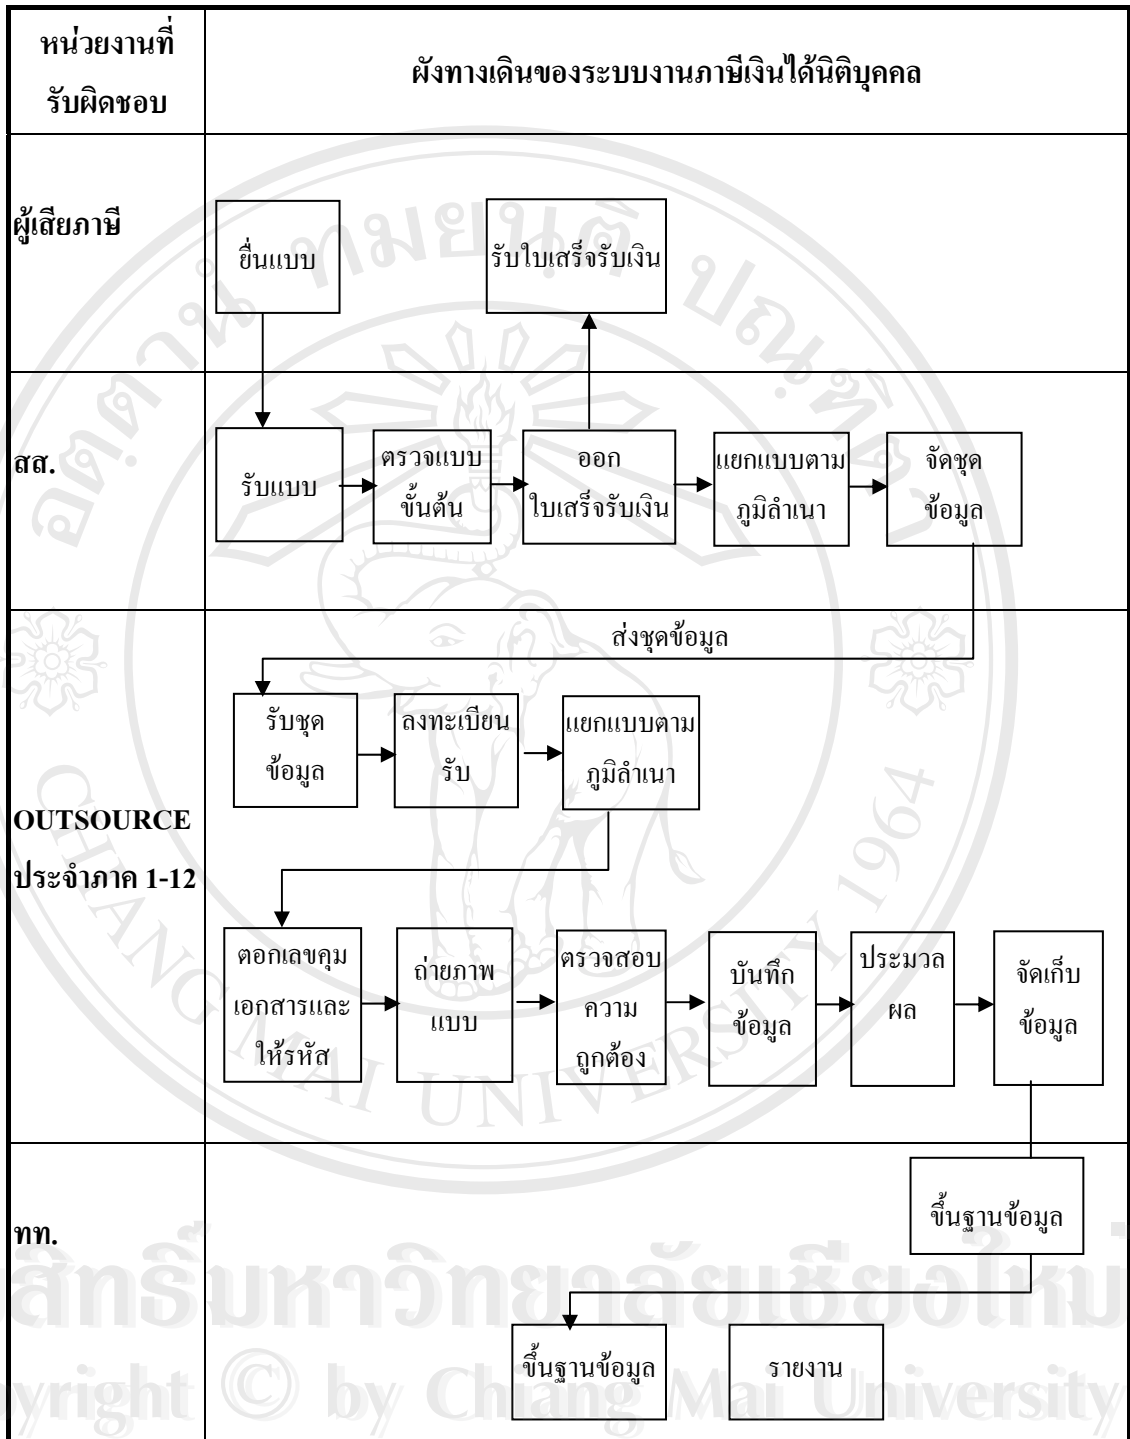 หน่วยงานที่
รับผิดชอบ
ผังทางเดินของระบบงานภาษีเงินได้นิติบุคคล
ผู้เสียภาษี
ยื่นแบบ
รับใบเสร็จรับเงิน
สส.
รับแบบ
ตรวจแบบ
ขั้นต้น
ออก
ใบเสร็จรับเงิน
แยกแบบตาม
ภูมิลำเนา
จัดชุด
ข้อมูล
ส่งชุดข้อมูล
OUTSOURCE
ประจำภาค 1-12
รับชุด
ข้อมูล
ลงทะเบียน
รับ
แยกแบบตาม
ภูมิลำเนา
ตอกเลขคุม
เอกสารและ
ให้รหัส
ถ่ายภาพ
แบบ
ตรวจสอบ
ความ
ถูกต้อง
บันทึก
ข้อมูล
ประมวล
ผล
จัดเก็บ
ข้อมูล
ทท.
ขึ้นฐานข้อมูล
ขึ้นฐานข้อมูล
รายงาน
CHIANG MAI UNIVERSITY 1964
สิทธิ์มหาวิทยาลัยเชียงใหม่
yright © by Chiang Mai University